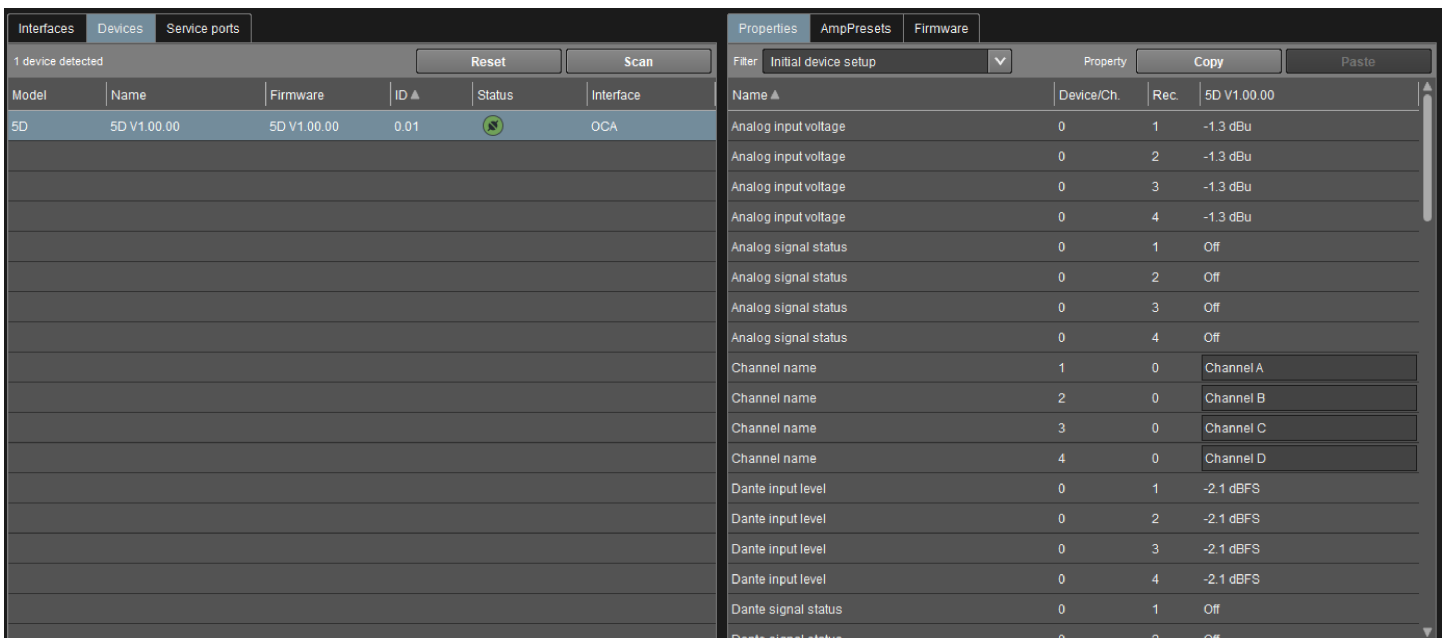 Interfaces Devices Service ports
1 device detected Reset Scan
Model Name Firmware ID Status Interface
5D 5D V1.00.00 5D V1.00.00 0.01 OCA
Properties AmpPresets Firmware
Filter Initial device setup Property Copy Paste
Name Device/Ch. Rec. 5D V1.00.00
Analog input voltage 0 1 -1.3 dBu
Analog input voltage 0 2 -1.3 dBu
Analog input voltage 0 3 -1.3 dBu
Analog input voltage 0 4 -1.3 dBu
Analog signal status 0 1 Off
Analog signal status 0 2 Off
Analog signal status 0 3 Off
Analog signal status 0 4 Off
Channel name 1 0 Channel A
Channel name 2 0 Channel B
Channel name 3 0 Channel C
Channel name 4 0 Channel D
Dante input level 0 1 -2.1 dBFS
Dante input level 0 2 -2.1 dBFS
Dante input level 0 3 -2.1 dBFS
Dante input level 0 4 -2.1 dBFS
Dante signal status 0 1 Off